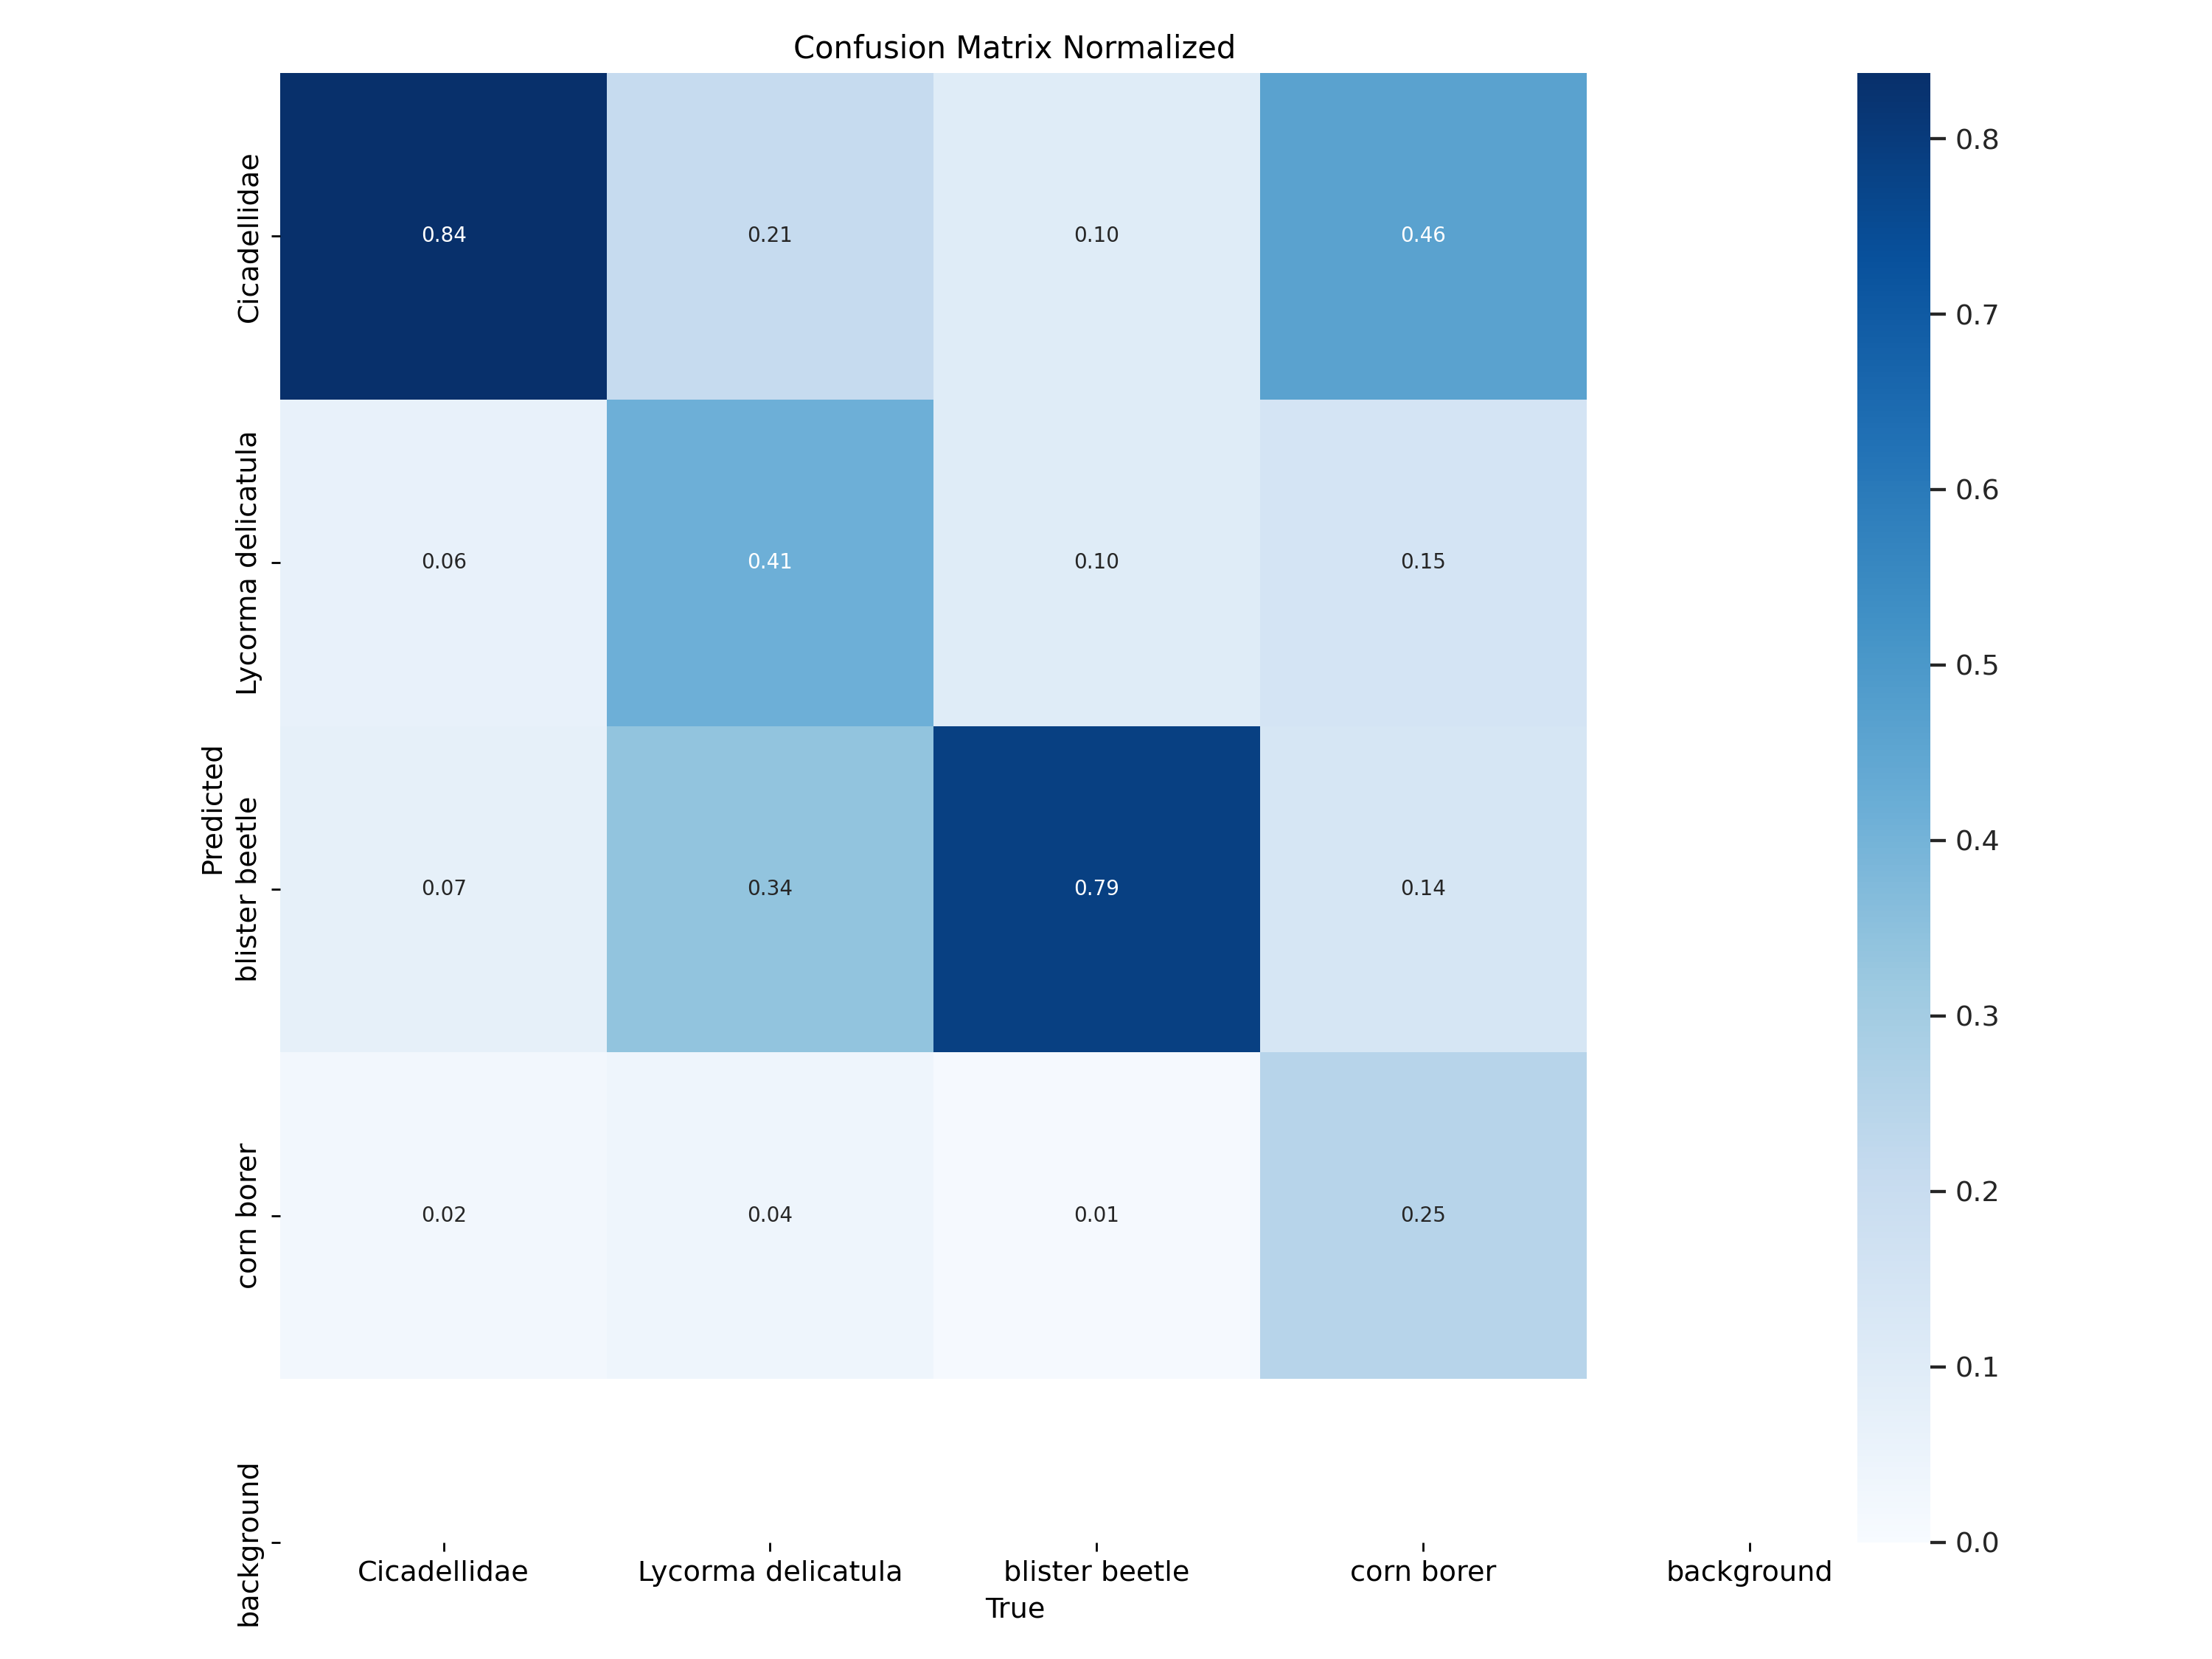 Confusion Matrix Normalized
Predicted
Cicadellidae
0.84 0.21 0.10 0.46
Lycorma delicatula
0.06 0.41 0.10 0.15
blister beetle
0.07 0.34 0.79 0.14
corn borer
0.02 0.04 0.01 0.25
background
Cicadellidae Lycorma delicatula blister beetle corn borer background
True
0.8
0.7
0.6
0.5
0.4
0.3
0.2
0.1
0.0